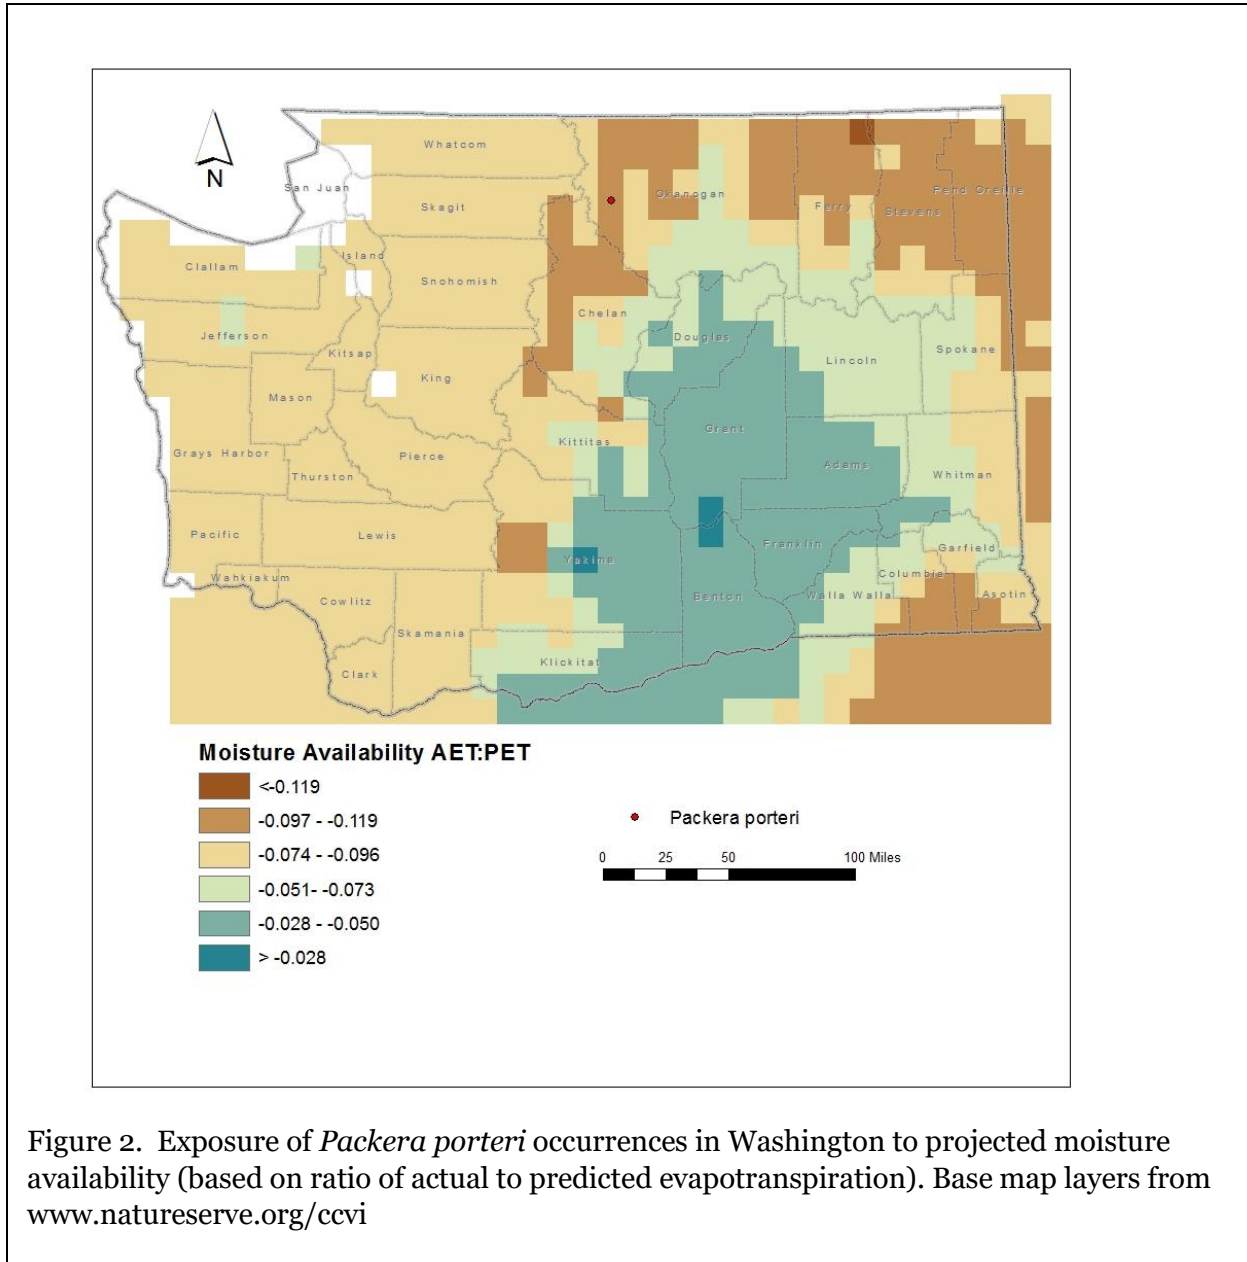 N
Whatcom
San Juan
Skagit
Okanogan
Ferry
Stevens
Pend Oreille
Clallam
Island
Snohomish
Chelan
Jefferson
Kitsap
Douglas
Lincoln
Spokane
King
Mason
Grant
Kittitas
Grays Harbor
Pierce
Adams
Thurston
Whitman
Pacific
Lewis
Franklin
Garfield
Yakima
Wahkiakum
Columbia
Cowlitz
Benton
Walla Walla
Asotin
Skamania
Klickitat
Clark
Moisture Availability AET:PET
<-0.119
-0.097 - -0.119
-0.074 - -0.096
-0.051- -0.073
-0.028 - -0.050
> -0.028
Packera porteri
0 25 50 100 Miles
Figure 2. Exposure of Packera porteri occurrences in Washington to projected moisture
availability (based on ratio of actual to predicted evapotranspiration). Base map layers from
www.natureserve.org/ccvi